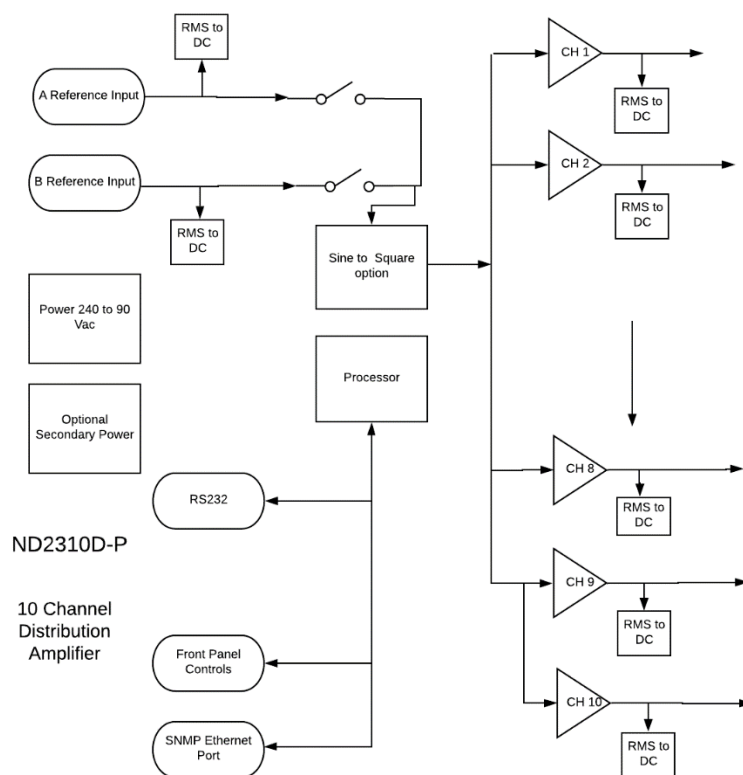 RMS to
DC
A Reference Input
B Reference Input
RMS to
DC
Sine to Square
option
Power 240 to 90
Vac
Processor
Optional
Secondary Power
RS232
ND2310D-P
10 Channel
Distribution
Amplifier
Front Panel
Controls
SNMP Ethernet
Port
CH 1
RMS to
DC
CH 2
RMS to
DC
CH 8
RMS to
DC
CH 9
RMS to
DC
CH 10
RMS to
DC